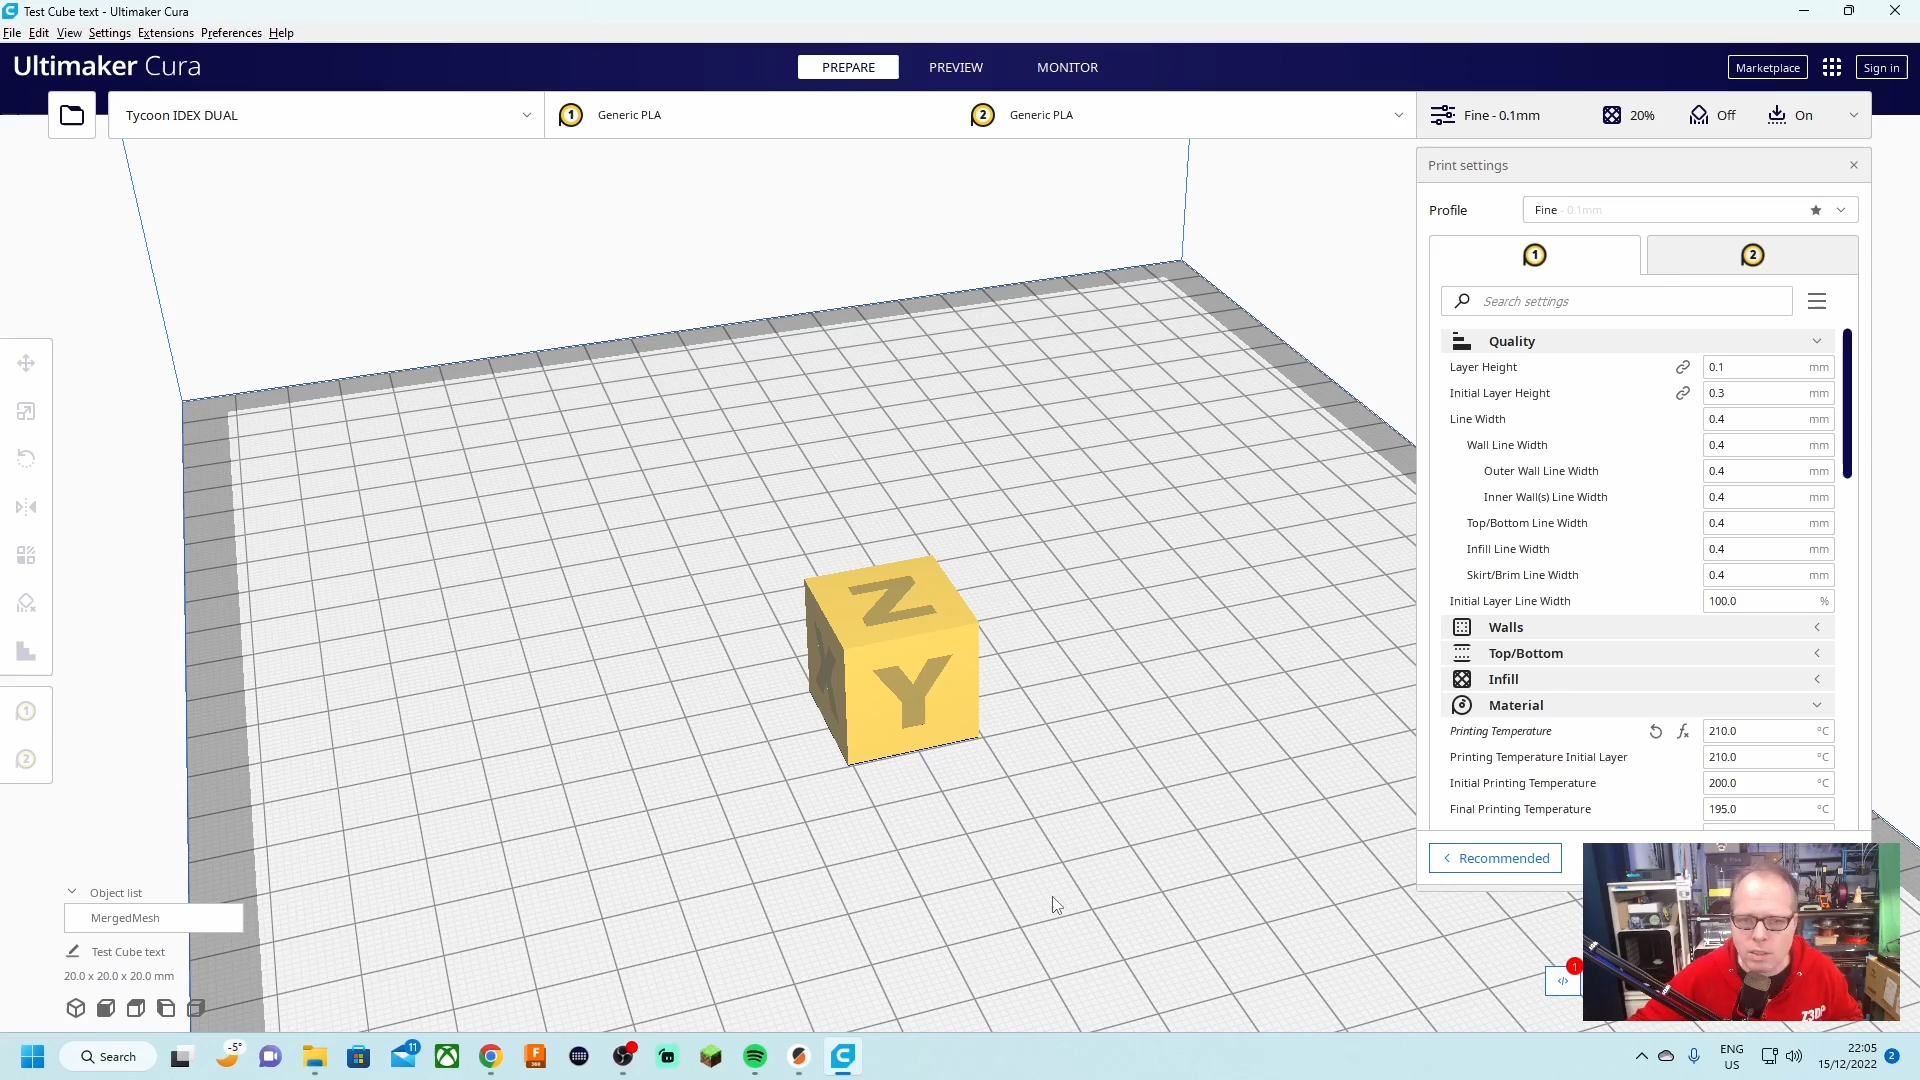 Test Cube text - Ultimaker Cura
File Edit View Settings Extensions Preferences Help
Ultimaker Cura
PREPARE PREVIEW MONITOR
Marketplace
Sign in
Tycoon IDEX DUAL
1 Generic PLA
2 Generic PLA
Fine - 0.1mm 20% Off On
Print settings
Profile
Fine - 0.1mm
1 2
Search settings
Quality
Layer Height 0.1 mm
Initial Layer Height 0.3 mm
Line Width 0.4 mm
Wall Line Width 0.4 mm
Outer Wall Line Width 0.4 mm
Inner Wall(s) Line Width 0.4 mm
Top/Bottom Line Width 0.4 mm
Infill Line Width 0.4 mm
Skirt/Brim Line Width 0.4 mm
Initial Layer Line Width 100.0 %
Walls
Top/Bottom
Infill
Material
Printing Temperature 210.0 °C
Printing Temperature Initial Layer 210.0 °C
Initial Printing Temperature 200.0 °C
Final Printing Temperature 195.0 °C
Recommended
Z
X
Y
1
2
Object list
MergedMesh
Test Cube text
20.0 x 20.0 x 20.0 mm
1
Z3DP
-5°
11
Search
ENG
US
22:05
15/12/2022
2